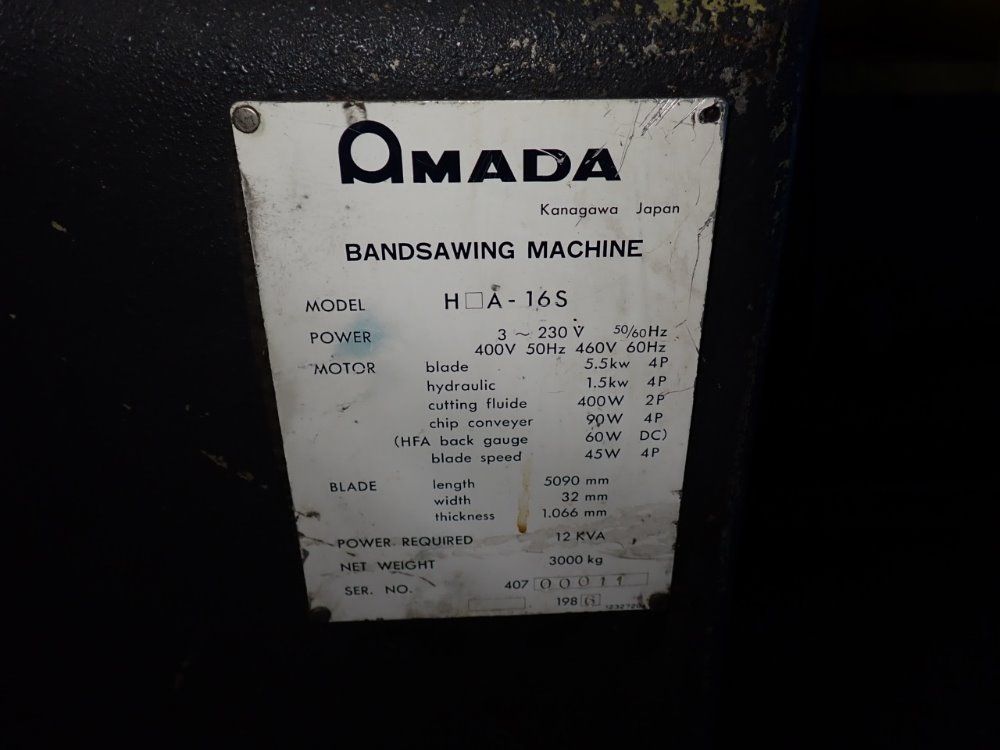 AMADA
Kanagawa Japan
BANDSAWING MACHINE
MODEL H□A-16S
POWER 3 ~ 230 V 50/60Hz
400V 50Hz 460V 60Hz
MOTOR blade 5.5kw 4P
hydraulic 1.5kw 4P
cutting fluide 400W 2P
chip conveyer 90W 4P
(HFA back gauge 60W DC)
blade speed 45W 4P
BLADE length 5090 mm
width 32 mm
thickness 1.066 mm
POWER REQUIRED 12 KVA
NET WEIGHT 3000 kg
SER. NO. 407 00011
198 6